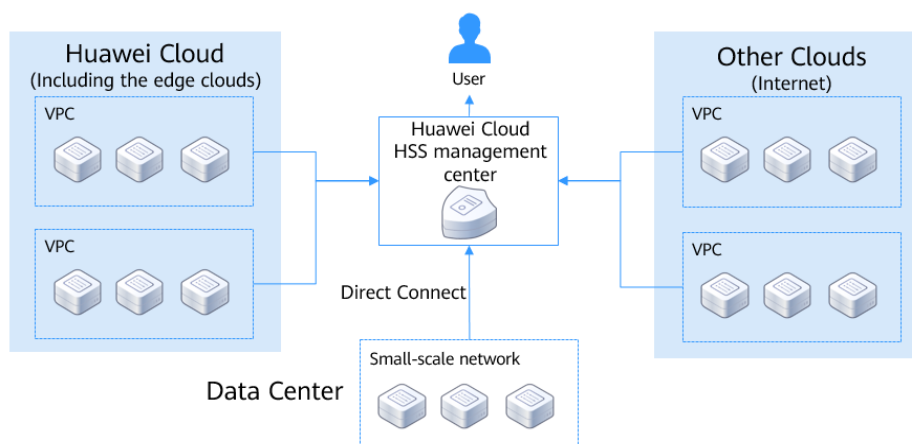 Huawei Cloud
(Including the edge clouds)
VPC
VPC
User
Huawei Cloud
HSS management
center
Direct Connect
Data Center
Small-scale network
Other Clouds
(Internet)
VPC
VPC